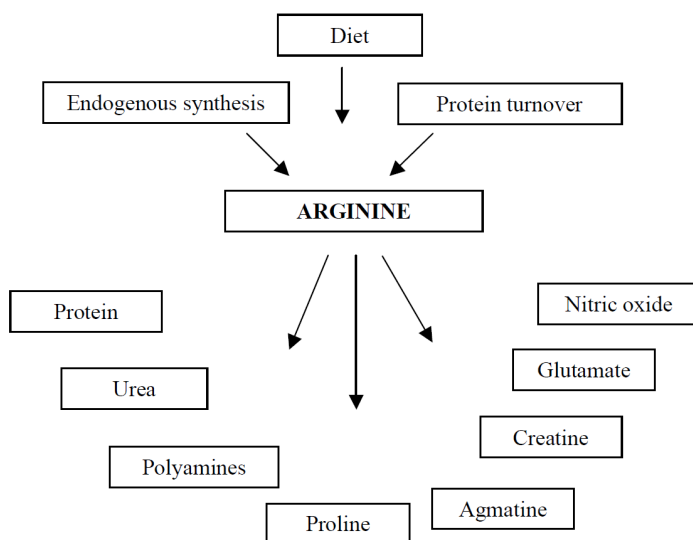 Diet
Endogenous synthesis
Protein turnover
ARGININE
Protein
Nitric oxide
Urea
Glutamate
Polyamines
Creatine
Proline
Agmatine